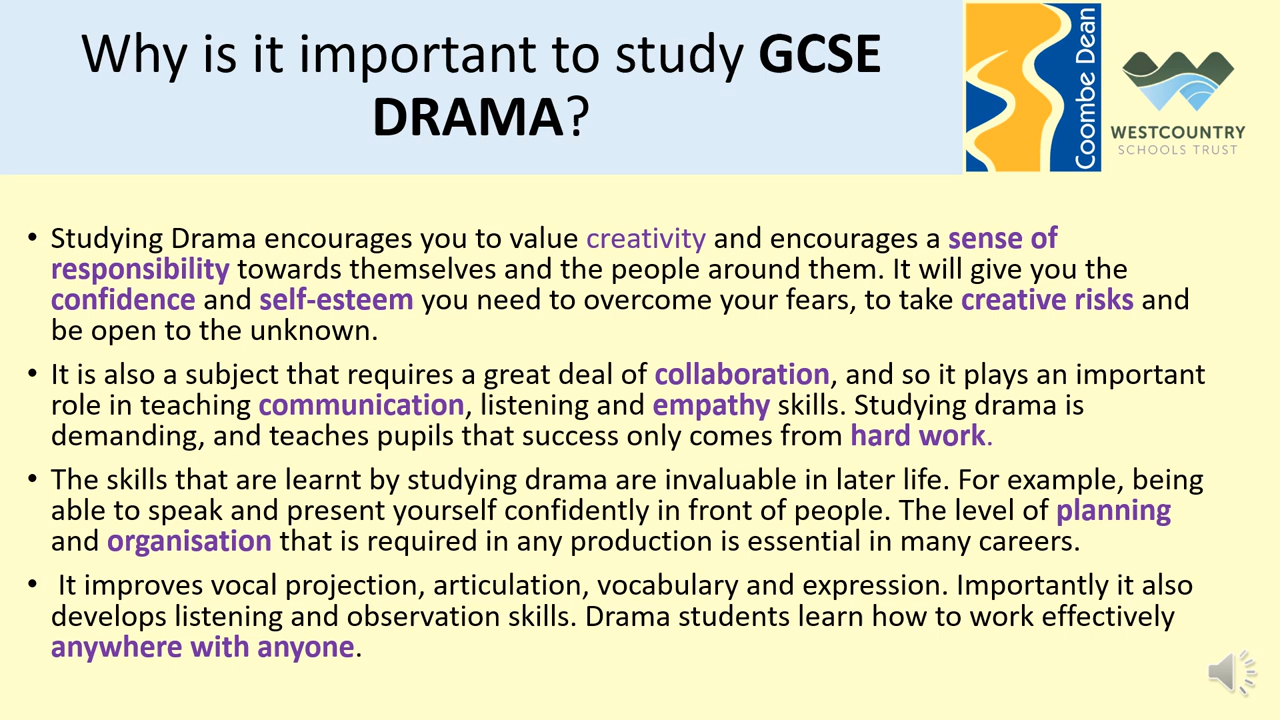 Why is it important to study GCSE
DRAMA?
Coombe Dean
WESTCOUNTRY
SCHOOLS TRUST
• Studying Drama encourages you to value creativity and encourages a sense of
responsibility towards themselves and the people around them. It will give you the
confidence and self-esteem you need to overcome your fears, to take creative risks and
be open to the unknown.
• It is also a subject that requires a great deal of collaboration, and so it plays an important
role in teaching communication, listening and empathy skills. Studying drama is
demanding, and teaches pupils that success only comes from hard work.
• The skills that are learnt by studying drama are invaluable in later life. For example, being
able to speak and present yourself confidently in front of people. The level of planning
and organisation that is required in any production is essential in many careers.
• It improves vocal projection, articulation, vocabulary and expression. Importantly it also
develops listening and observation skills. Drama students learn how to work effectively
anywhere with anyone.